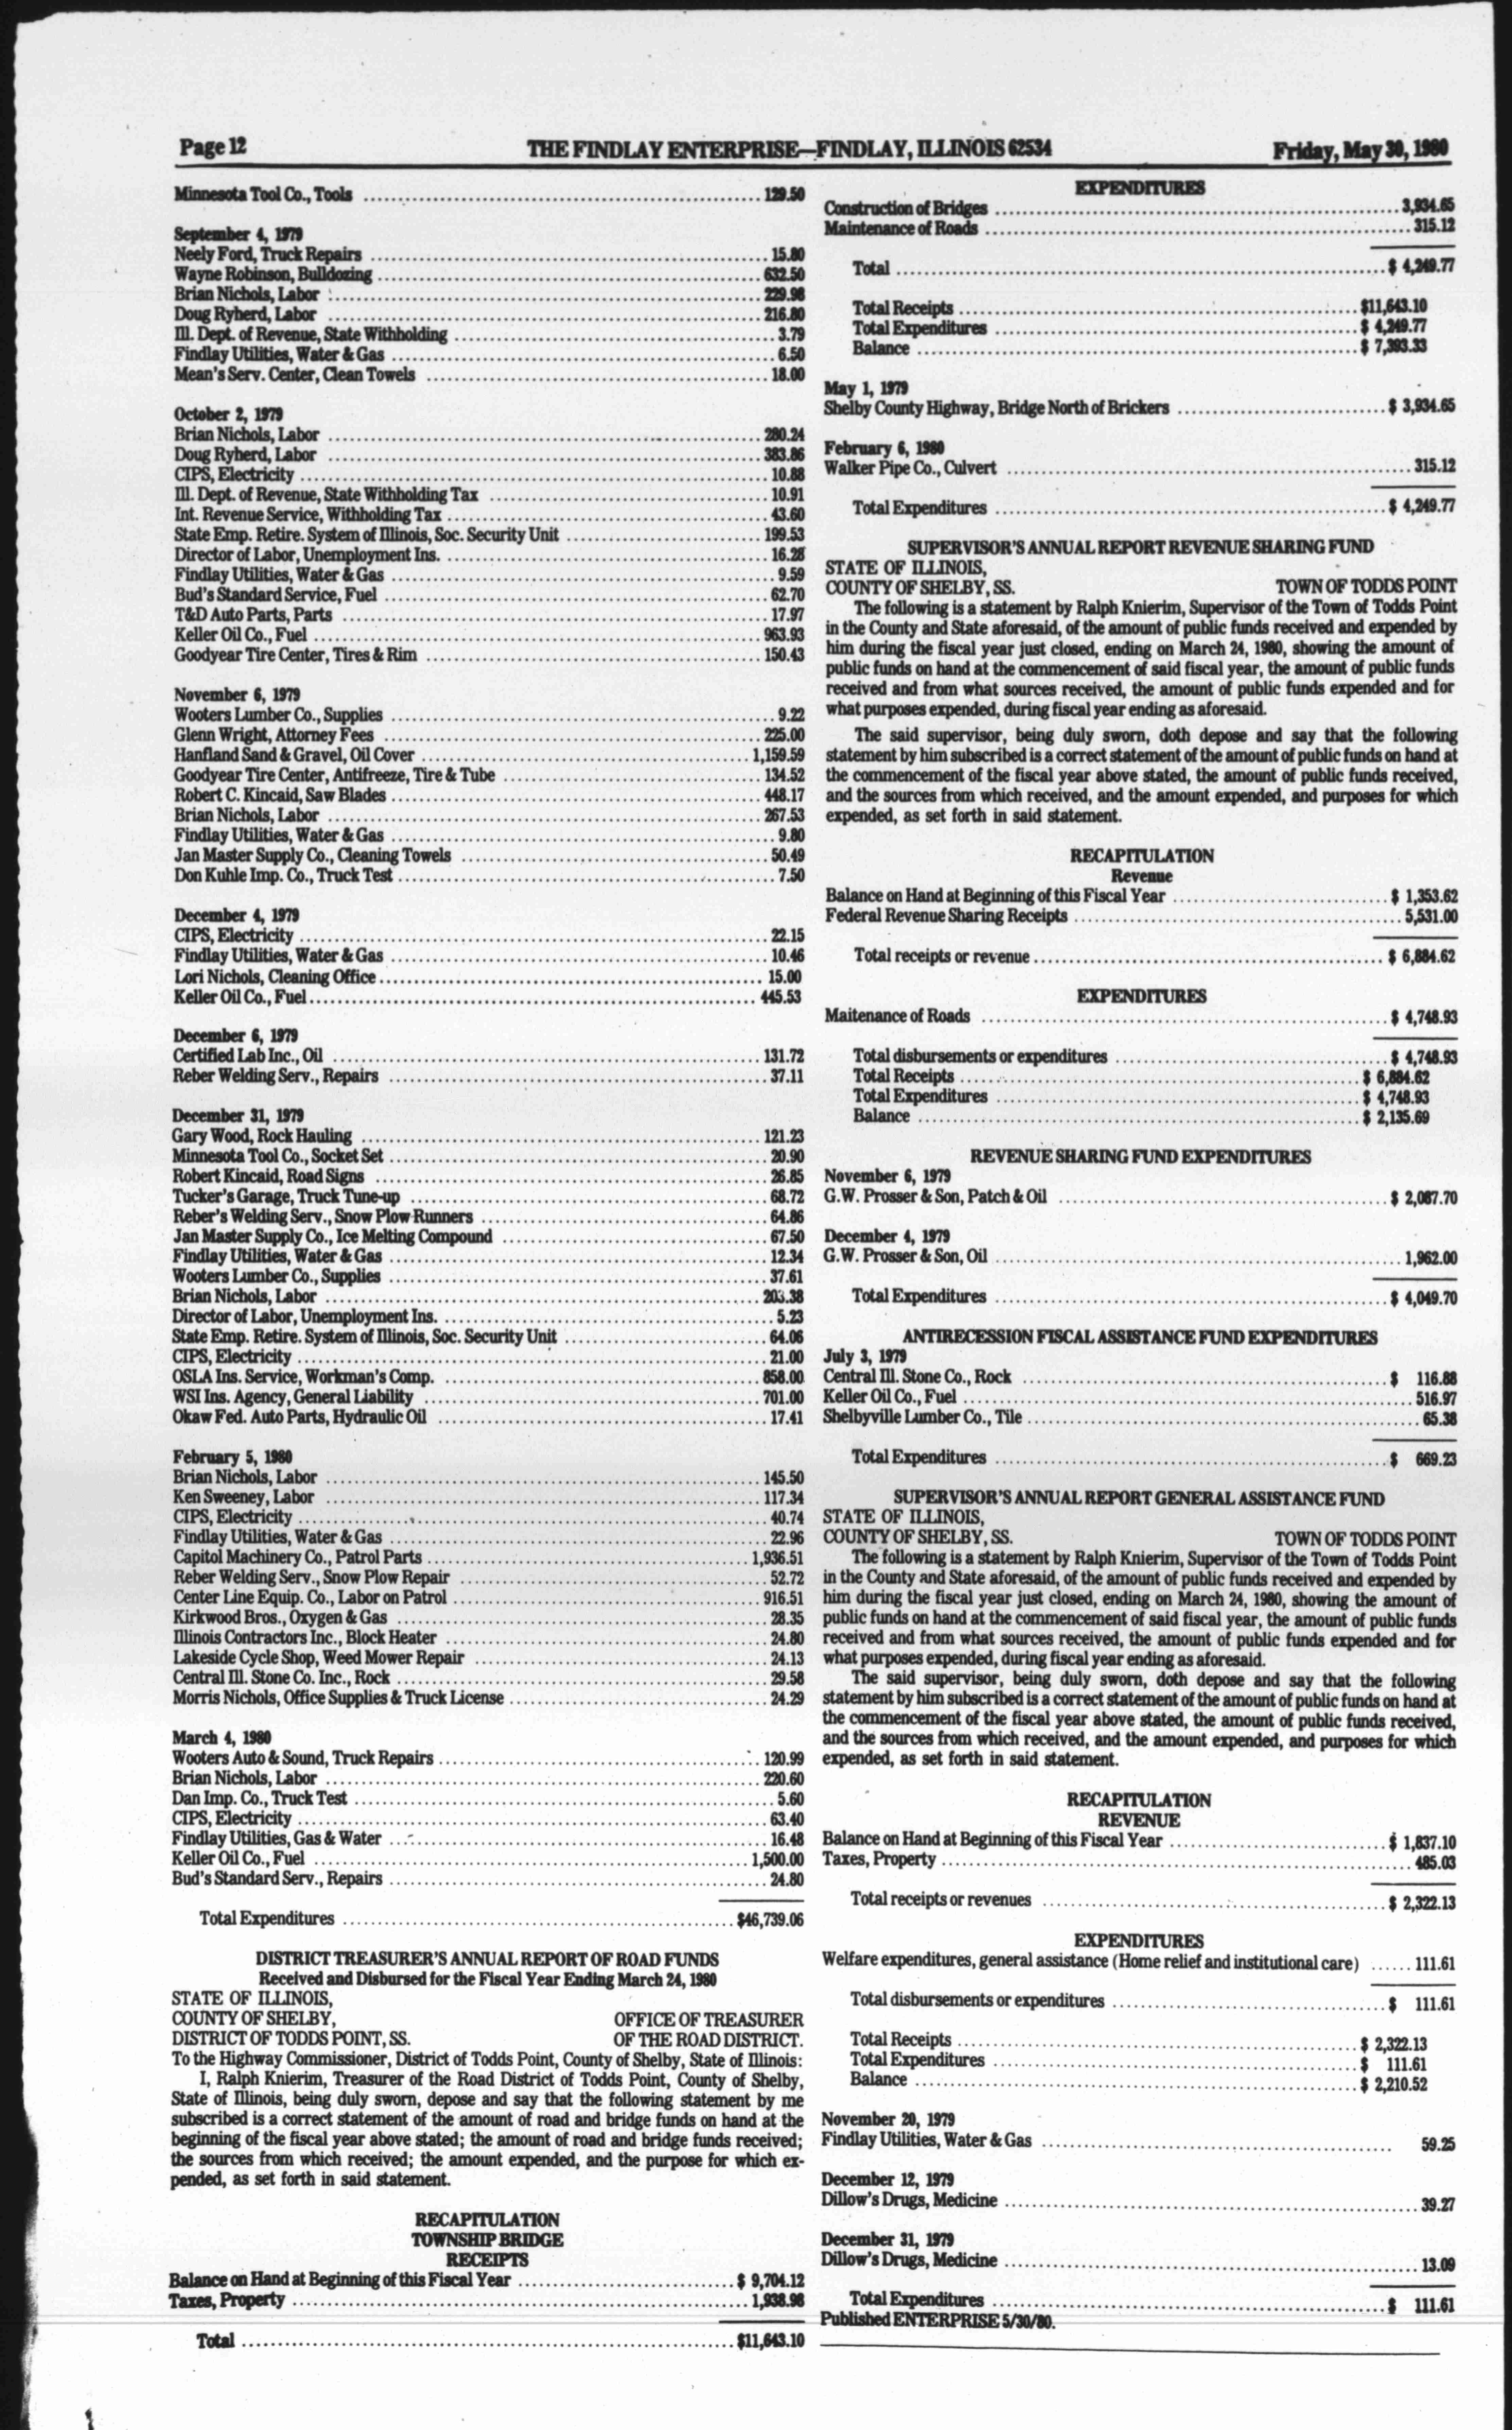 Page 12
THE FINDLAY ENTERPRISE—FINDLAY, ILLINOIS 62534
Friday, May 30, 1980
Minnesota Tool Co., Tools 129.50
September 4, 1979
Neely Ford, Truck Repairs 15.80
Wayne Robinson, Bulldozing 632.50
Brian Nichols, Labor 229.98
Doug Ryherd, Labor 216.80
Ill. Dept. of Revenue, State Withholding 3.79
Findlay Utilities, Water & Gas 6.50
Mean's Serv. Center, Clean Towels 18.00
October 2, 1979
Brian Nichols, Labor 280.24
Doug Ryherd, Labor 383.86
CIPS, Electricity 10.88
Ill. Dept. of Revenue, State Withholding Tax 10.91
Int. Revenue Service, Withholding Tax 43.60
State Emp. Retire. System of Illinois, Soc. Security Unit 199.53
Director of Labor, Unemployment Ins. 16.28
Findlay Utilities, Water & Gas 9.59
Bud's Standard Service, Fuel 62.70
T&D Auto Parts, Parts 17.97
Keller Oil Co., Fuel 963.93
Goodyear Tire Center, Tires & Rim 150.43
November 6, 1979
Wooters Lumber Co., Supplies 9.22
Glenn Wright, Attorney Fees 225.00
Hanfland Sand & Gravel, Oil Cover 1,159.59
Goodyear Tire Center, Antifreeze, Tire & Tube 134.52
Robert C. Kincaid, Saw Blades 448.17
Brian Nichols, Labor 267.53
Findlay Utilities, Water & Gas 9.80
Jan Master Supply Co., Cleaning Towels 50.49
Don Kuhle Imp. Co., Truck Test 7.50
December 4, 1979
CIPS, Electricity 22.15
Findlay Utilities, Water & Gas 10.46
Lori Nichols, Cleaning Office 15.00
Keller Oil Co., Fuel 445.53
December 6, 1979
Certified Lab Inc., Oil 131.72
Reber Welding Serv., Repairs 37.11
December 31, 1979
Gary Wood, Rock Hauling 121.23
Minnesota Tool Co., Socket Set 20.90
Robert Kincaid, Road Signs 26.85
Tucker's Garage, Truck Tune-up 68.72
Reber's Welding Serv., Snow Plow Runners 64.86
Jan Master Supply Co., Ice Melting Compound 67.50
Findlay Utilities, Water & Gas 12.34
Wooters Lumber Co., Supplies 37.61
Brian Nichols, Labor 203.38
Director of Labor, Unemployment Ins. 5.23
State Emp. Retire. System of Illinois, Soc. Security Unit 64.06
CIPS, Electricity 21.00
OSLA Ins. Service, Workman's Comp. 858.00
WSI Ins. Agency, General Liability 701.00
Okaw Fed. Auto Parts, Hydraulic Oil 17.41
February 5, 1980
Brian Nichols, Labor 145.50
Ken Sweeney, Labor 117.34
CIPS, Electricity 40.74
Findlay Utilities, Water & Gas 22.96
Capitol Machinery Co., Patrol Parts 1,936.51
Reber Welding Serv., Snow Plow Repair 52.72
Center Line Equip. Co., Labor on Patrol 916.51
Kirkwood Bros., Oxygen & Gas 28.35
Illinois Contractors Inc., Block Heater 24.80
Lakeside Cycle Shop, Weed Mower Repair 24.13
Central Ill. Stone Co. Inc., Rock 29.58
Morris Nichols, Office Supplies & Truck License 24.29
March 4, 1980
Wooters Auto & Sound, Truck Repairs 120.99
Brian Nichols, Labor 220.60
Dan Imp. Co., Truck Test 5.60
CIPS, Electricity 63.40
Findlay Utilities, Gas & Water 16.48
Keller Oil Co., Fuel 1,500.00
Bud's Standard Serv., Repairs 24.80
Total Expenditures $46,739.06
DISTRICT TREASURER'S ANNUAL REPORT OF ROAD FUNDS
Received and Disbursed for the Fiscal Year Ending March 24, 1980
STATE OF ILLINOIS,
COUNTY OF SHELBY, OFFICE OF TREASURER
DISTRICT OF TODDS POINT, SS. OF THE ROAD DISTRICT.
To the Highway Commissioner, District of Todds Point, County of Shelby, State of Illinois:
I, Ralph Knierim, Treasurer of the Road District of Todds Point, County of Shelby,
State of Illinois, being duly sworn, depose and say that the following statement by me
subscribed is a correct statement of the amount of road and bridge funds on hand at the
beginning of the fiscal year above stated; the amount of road and bridge funds received;
the sources from which received; the amount expended, and the purpose for which ex-
pended, as set forth in said statement.
RECAPITULATION
TOWNSHIP BRIDGE
RECEIPTS
Balance on Hand at Beginning of this Fiscal Year $ 9,704.12
Taxes, Property 1,938.98
Total $11,643.10
EXPENDITURES
Construction of Bridges 3,934.65
Maintenance of Roads 315.12
Total $ 4,249.77
Total Receipts $11,643.10
Total Expenditures $ 4,249.77
Balance $ 7,393.33
May 1, 1979
Shelby County Highway, Bridge North of Brickers $ 3,934.65
February 6, 1980
Walker Pipe Co., Culvert 315.12
Total Expenditures $ 4,249.77
SUPERVISOR'S ANNUAL REPORT REVENUE SHARING FUND
STATE OF ILLINOIS,
COUNTY OF SHELBY, SS. TOWN OF TODDS POINT
The following is a statement by Ralph Knierim, Supervisor of the Town of Todds Point
in the County and State aforesaid, of the amount of public funds received and expended by
him during the fiscal year just closed, ending on March 24, 1980, showing the amount of
public funds on hand at the commencement of said fiscal year, the amount of public funds
received and from what sources received, the amount of public funds expended and for
what purposes expended, during fiscal year ending as aforesaid.
The said supervisor, being duly sworn, doth depose and say that the following
statement by him subscribed is a correct statement of the amount of public funds on hand at
the commencement of the fiscal year above stated, the amount of public funds received,
and the sources from which received, and the amount expended, and purposes for which
expended, as set forth in said statement.
RECAPITULATION
Revenue
Balance on Hand at Beginning of this Fiscal Year $ 1,353.62
Federal Revenue Sharing Receipts 5,531.00
Total receipts or revenue $ 6,884.62
EXPENDITURES
Maitenance of Roads $ 4,748.93
Total disbursements or expenditures $ 4,748.93
Total Receipts $ 6,884.62
Total Expenditures $ 4,748.93
Balance $ 2,135.69
REVENUE SHARING FUND EXPENDITURES
November 6, 1979
G.W. Prosser & Son, Patch & Oil $ 2,087.70
December 4, 1979
G.W. Prosser & Son, Oil 1,962.00
Total Expenditures $ 4,049.70
ANTIRECESSION FISCAL ASSISTANCE FUND EXPENDITURES
July 3, 1979
Central Ill. Stone Co., Rock $ 116.88
Keller Oil Co., Fuel 516.97
Shelbyville Lumber Co., Tile 65.38
Total Expenditures $ 669.23
SUPERVISOR'S ANNUAL REPORT GENERAL ASSISTANCE FUND
STATE OF ILLINOIS,
COUNTY OF SHELBY, SS. TOWN OF TODDS POINT
The following is a statement by Ralph Knierim, Supervisor of the Town of Todds Point
in the County and State aforesaid, of the amount of public funds received and expended by
him during the fiscal year just closed, ending on March 24, 1980, showing the amount of
public funds on hand at the commencement of said fiscal year, the amount of public funds
received and from what sources received, the amount of public funds expended and for
what purposes expended, during fiscal year ending as aforesaid.
The said supervisor, being duly sworn, doth depose and say that the following
statement by him subscribed is a correct statement of the amount of public funds on hand at
the commencement of the fiscal year above stated, the amount of public funds received,
and the sources from which received, and the amount expended, and purposes for which
expended, as set forth in said statement.
RECAPITULATION
REVENUE
Balance on Hand at Beginning of this Fiscal Year $ 1,837.10
Taxes, Property 485.03
Total receipts or revenues $ 2,322.13
EXPENDITURES
Welfare expenditures, general assistance (Home relief and institutional care) 111.61
Total disbursements or expenditures $ 111.61
Total Receipts $ 2,322.13
Total Expenditures $ 111.61
Balance $ 2,210.52
November 20, 1979
Findlay Utilities, Water & Gas 59.25
December 12, 1979
Dillow's Drugs, Medicine 39.27
December 31, 1979
Dillow's Drugs, Medicine 13.09
Total Expenditures $ 111.61
Published ENTERPRISE 5/30/80.